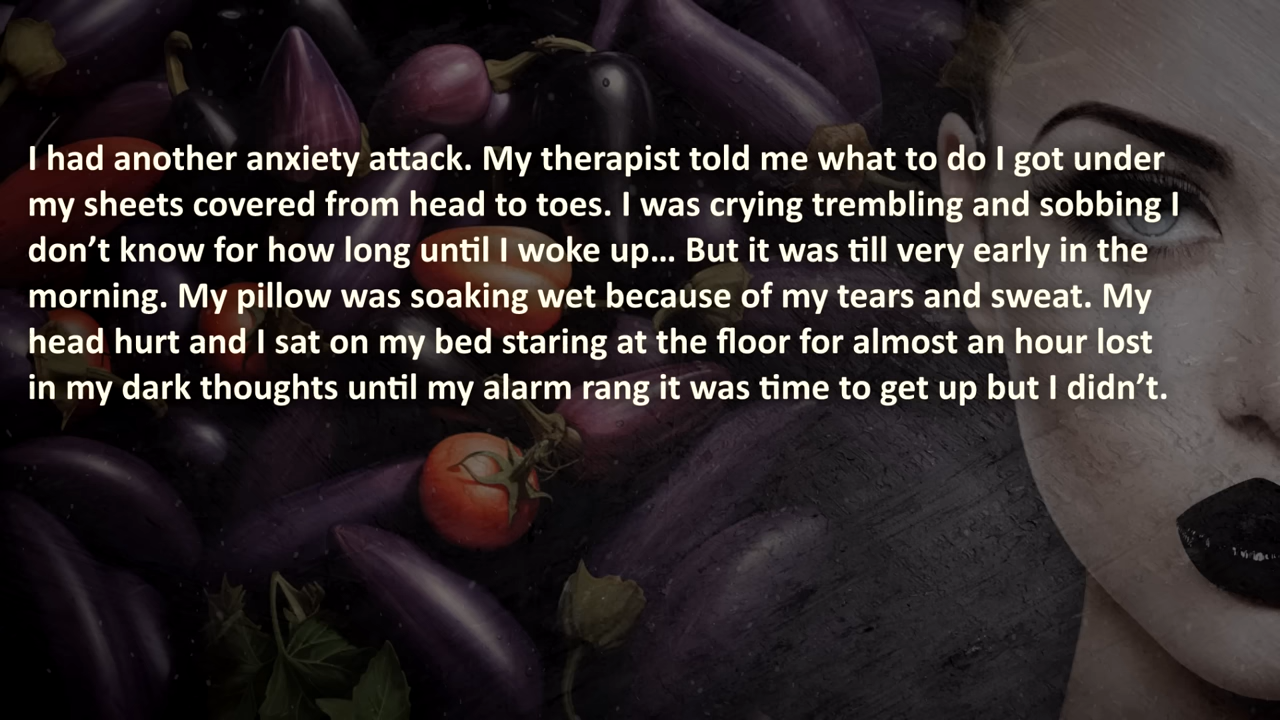 I had another anxiety attack. My therapist told me what to do I got under
my sheets covered from head to toes. I was crying trembling and sobbing I
don’t know for how long until I woke up… But it was till very early in the
morning. My pillow was soaking wet because of my tears and sweat. My
head hurt and I sat on my bed staring at the floor for almost an hour lost
in my dark thoughts until my alarm rang it was time to get up but I didn’t.